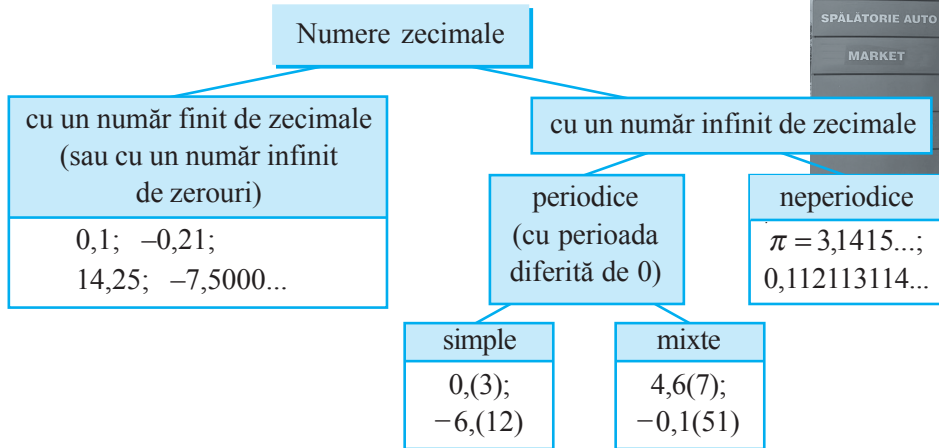 SPĂLĂTORIE AUTO
MARKET
Numere zecimale
cu un număr finit de zecimale
(sau cu un număr infinit
de zerouri)
0,1; –0,21;
14,25; –7,5000...
cu un număr infinit de zecimale
periodice
(cu perioada
diferită de 0)
simple
0,(3);
−6,(12)
mixte
4,6(7);
−0,1(51)
neperiodice
π = 3,1415...;
0,112113114...